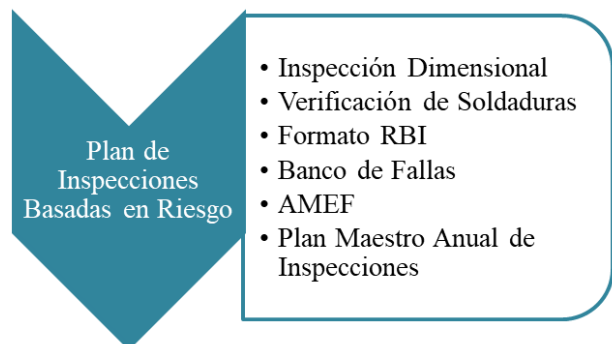 Plan de
Inspecciones
Basadas en Riesgo
• Inspección Dimensional
• Verificación de Soldaduras
• Formato RBI
• Banco de Fallas
• AMEF
• Plan Maestro Anual de
Inspecciones